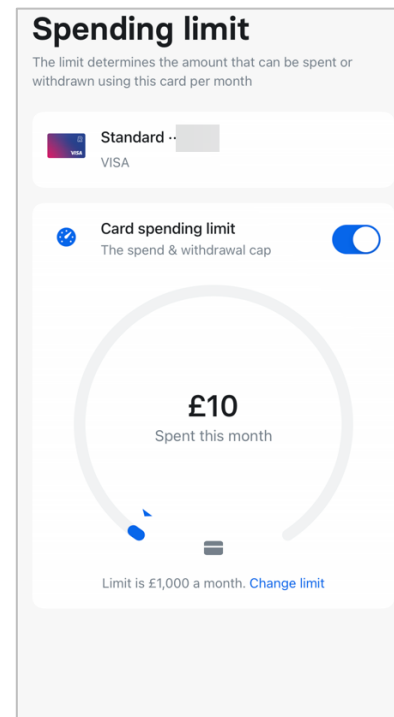 Spending limit
The limit determines the amount that can be spent or
withdrawn using this card per month
Standard ··
VISA
VISA
Card spending limit
The spend & withdrawal cap
£10
Spent this month
Limit is £1,000 a month. Change limit